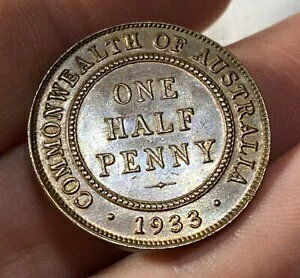 COMMONWEALTH OF AUSTRALIA
ONE
HALF
PENNY
· 1933 ·